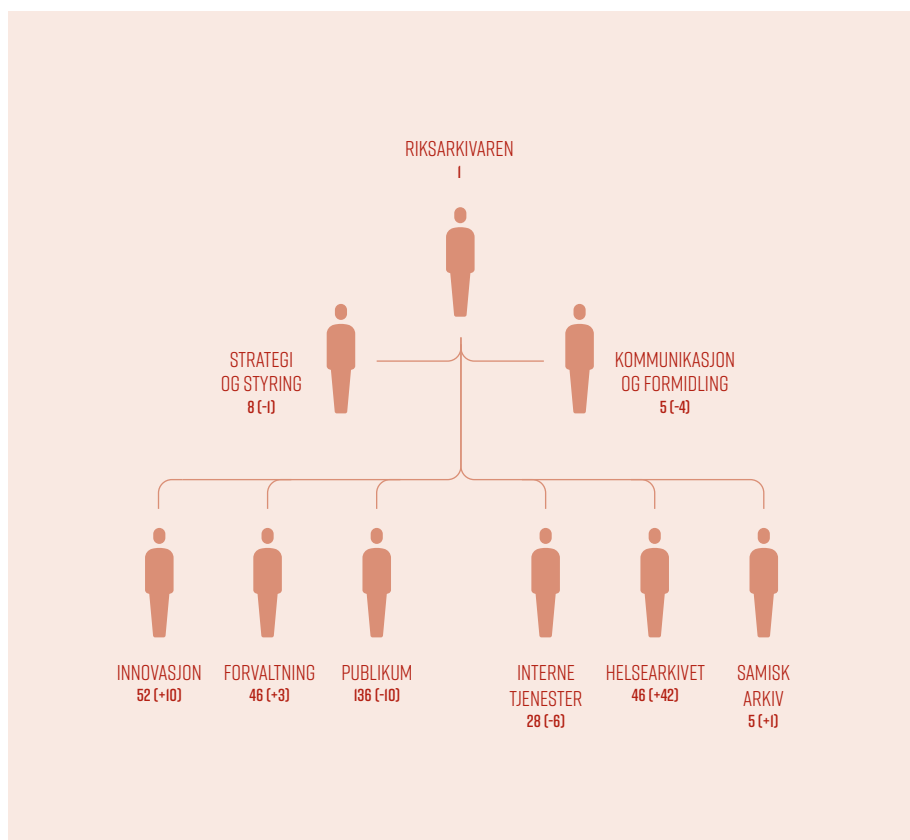 RIKSARKIVAREN
1
STRATEGI
OG STYRING
8 (-1)
KOMMUNIKASJON
OG FORMIDLING
5 (-4)
INNOVASJON
52 (+10)
FORVALTNING
46 (+3)
PUBLIKUM
136 (-10)
INTERNE
TJENESTER
28 (-6)
HELSEARKIVET
46 (+42)
SAMISK
ARKIV
5 (+1)